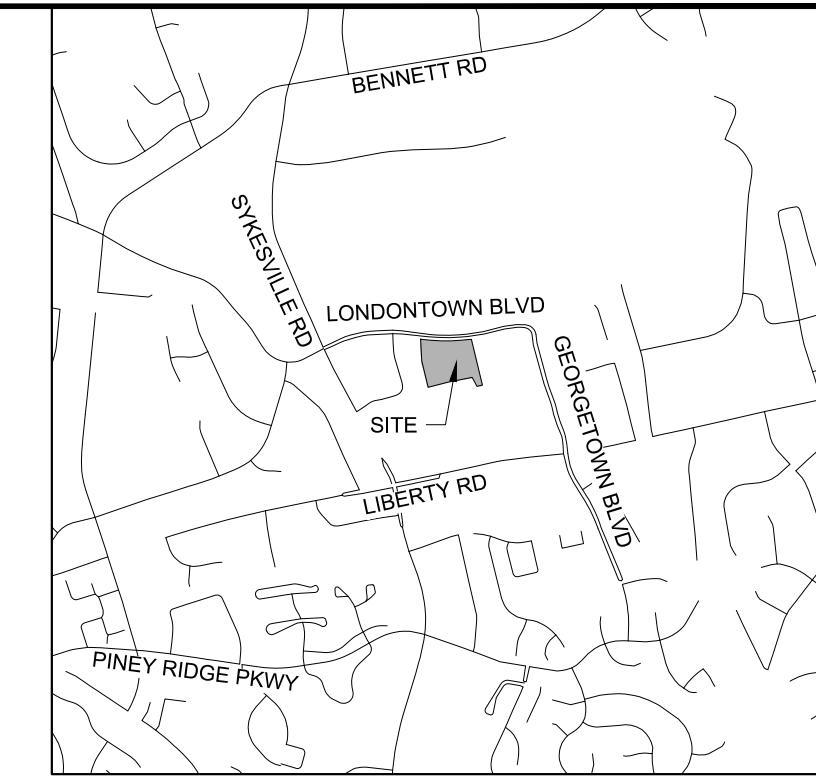 BENNETT RD
SYKESVILLE RD
LONDONTOWN BLVD
GEORGETOWN BLVD
SITE
LIBERTY RD
PINEY RIDGE PKWY